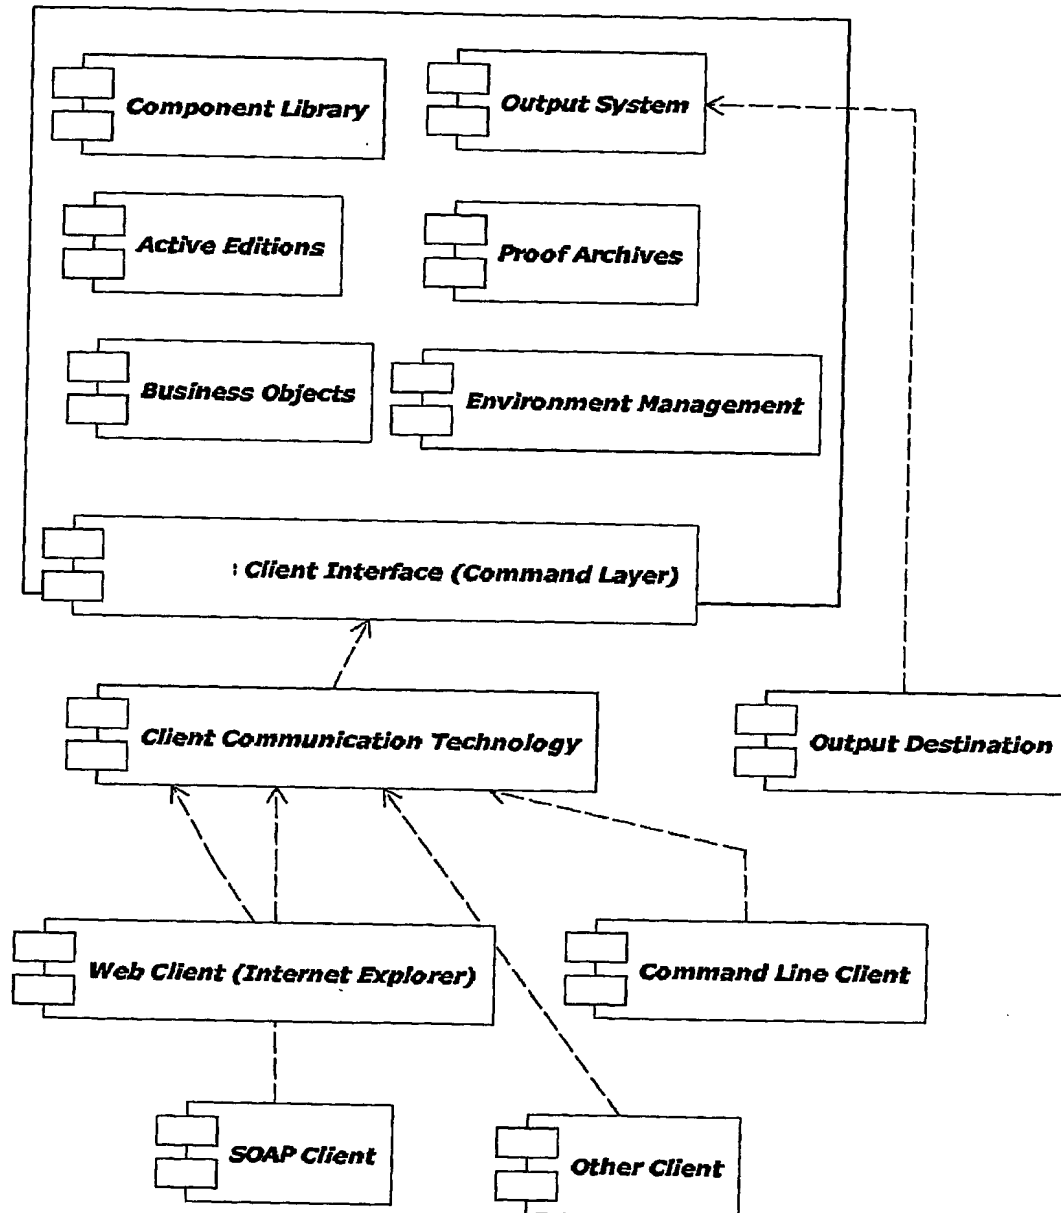 Component Library
Output System
Active Editions
Proof Archives
Business Objects
Environment Management
: Client Interface (Command Layer)
Client Communication Technology
Output Destination
Web Client (Internet Explorer)
Command Line Client
SOAP Client
Other Client